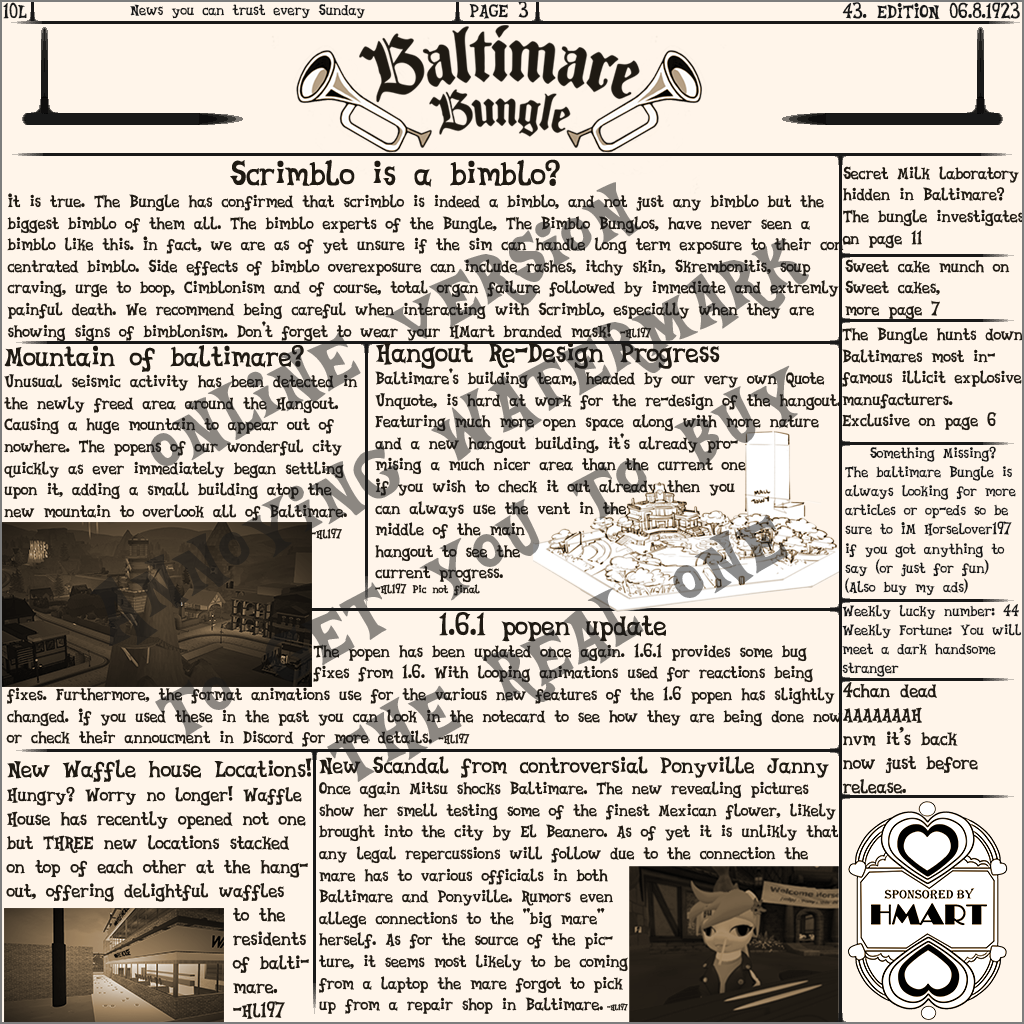 10L
News you can trust every Sunday
PAGE 3
43. EDITION 06.8.1923
Baltimare
Bungle
Scrimblo is a bimblo?
it is true. The Bungle has confirmed that scrimblo is indeed a bimblo, and not just any bimblo but the
biggest bimblo of them all. The bimblo experts of the Bungle, The Bimblo Bunglos, have never seen a
bimblo like this. in fact, we are as of yet unsure if the sim can handle long term exposure to their con
centrated bimblo. Side effects of bimblo overexposure can include rashes, itchy skin, Skrembonitis, soup
craving, urge to boop, Cimblonism and of course, total organ failure followed by immediate and extremly
painful death. We recommend being careful when interacting with Scrimblo, especially when they are
showing signs of bimblonism. Don't forget to wear your HMart branded mask! -HL197
Mountain of baltimare?
Unusual seismic activity has been detected in
the newly freed area around the Hangout.
Causing a huge mountain to appear out of
nowhere. The popens of our wonderful city
quickly as ever immediately began settling
upon it, adding a small building atop the
new mountain to overlook all of Baltimare.
-HL197
Hangout Re-Design Progress
Baltimare's building team, headed by our very own Quote
Unquote, is hard at work for the re-design of the hangout.
Featuring much more open space along with more nature
and a new hangout building, it's already pro-
mising a much nicer area than the current one
if you wish to check it out already then you
can always use the vent in the
middle of the main
hangout to see the
current progress.
-HL197 Pic not final
1.6.1 popen update
The popen has been updated once again. 1.6.1 provides some bug
fixes from 1.6. With looping animations used for reactions being
fixes. Furthermore, the format animations use for the various new features of the 1.6 popen has slightly
changed. if you used these in the past you can look in the notecard to see how they are being done now
or check their annoucment in Discord for more details. -HL197
New Waffle house Locations!
Hungry? Worry no longer! Waffle
House has recently opened not one
but THREE new locations stacked
on top of each other at the hang-
out, offering delightful waffles
to the
residents
of balti-
mare.
-HL197
New Scandal from controversial Ponyville Janny
Once again Mitsu shocks Baltimare. The new revealing pictures
show her smell testing some of the finest Mexican flower, likely
brought into the city by El Beanero. As of yet it is unlikli that
any legal repercussions will follow due to the connection the
mare has to various officials in both
Baltimare and Ponyville. Rumors even
allege connections to the "big mare"
herself. As for the source of the pic-
ture, it seems most likely to be coming
from a laptop the mare forgot to pick
up from a repair shop in Baltimare. -HL197
Secret Milk laboratory
hidden in Baltimare?
The bungle investigates
on page 11
Sweet cake munch on
Sweet cakes,
more page 7
The Bungle hunts down
Baltimares most in-
famous illicit explosive
manufacturers.
Exclusive on page 6
Something Missing?
The baltimare Bungle is
always looking for more
articles or op-eds so be
sure to iM Horselover197
if you got anything to
say (or just for fun)
(Also buy my ads)
Weekly lucky number: 44
Weekly Fortune: You will
meet a dark handsome
stranger
4chan dead
AAAAAAAH
nvm it's back
now just before
release.
SPONSORED BY
HMART
ONLINE VERSION
ANNOYING WATERMARK
TO GET YOU TO BUY
THE REAL ONE